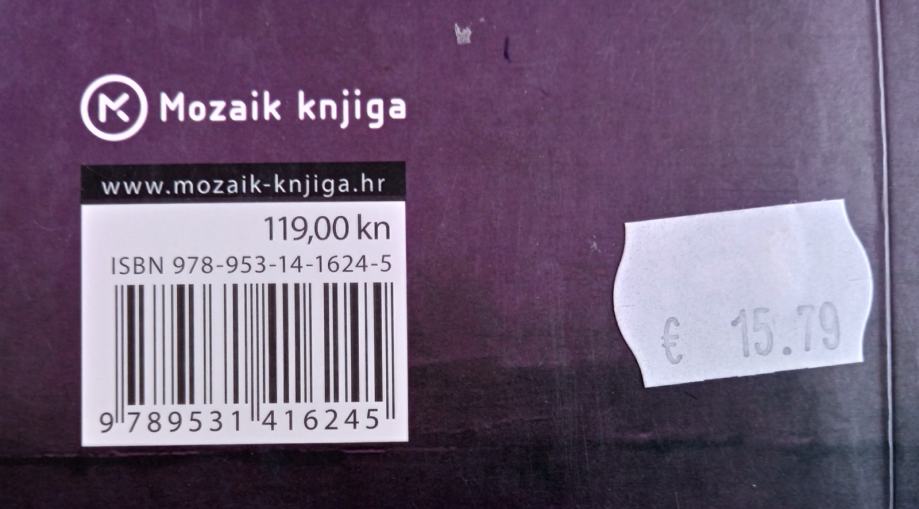 Mozaik knjiga
www.mozaik-knjiga.hr
119,00 kn
ISBN 978-953-14-1624-5
9 789531 416245
€ 15.79